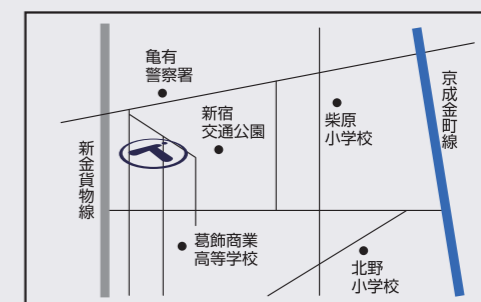 亀有
警察署
新宿
交通公園
柴原
小学校
京成金町線
新金貨物線
葛飾商業
高等学校
北野
小学校